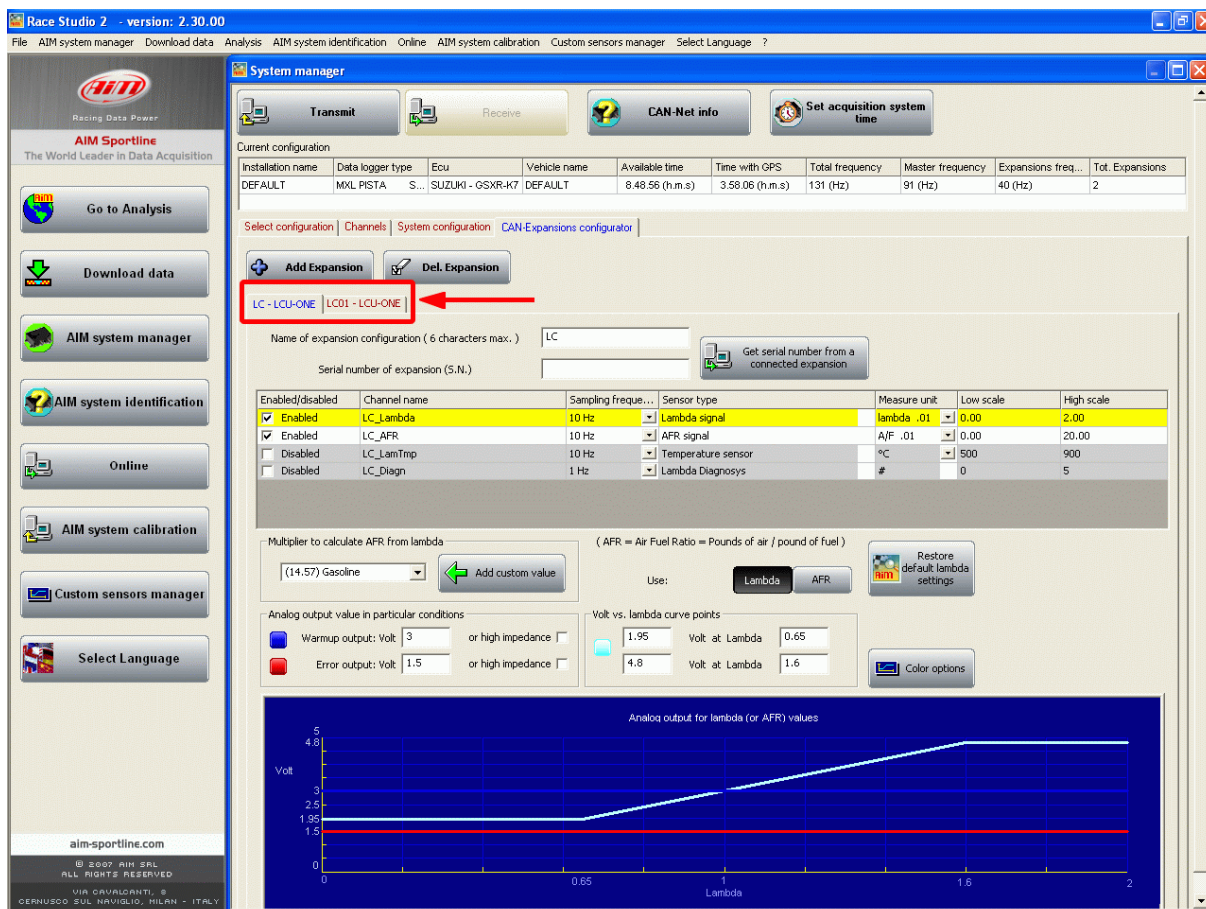 Race Studio 2 - version: 2.30.00
File AIM system manager Download data Analysis AIM system identification Online AIM system calibration Custom sensors manager Select Language ?
AiM
Racing Data Power
AIM Sportline
The World Leader in Data Acquisition
Go to Analysis
Download data
AIM system manager
AIM system identification
Online
AIM system calibration
Custom sensors manager
Select Language
aim-sportline.com
© 2007 AIM SRL
ALL RIGHTS RESERVED
VIA CAVALCANTI, 8
CERNUSCO SUL NAVIGLIO, MILAN - ITALY
System manager
Transmit Receive CAN-Net info Set acquisition system time
Current configuration
Installation name Data logger type Ecu Vehicle name Available time Time with GPS Total frequency Master frequency Expansions freq... Tot. Expansions
DEFAULT MXL PISTA S... SUZUKI - GSXR-K7 DEFAULT 8.48.56 (h.m.s) 3.58.06 (h.m.s) 131 (Hz) 91 (Hz) 40 (Hz) 2
Select configuration Channels System configuration CAN-Expansions configurator
Add Expansion Del. Expansion
LC - LCU-ONE LC01 - LCU-ONE
Name of expansion configuration ( 6 characters max. ) LC
Serial number of expansion (S.N.)
Get serial number from a
connected expansion
Enabled/disabled Channel name Sampling freque... Sensor type Measure unit Low scale High scale
Enabled LC_Lambda 10 Hz Lambda signal lambda .01 0.00 2.00
Enabled LC_AFR 10 Hz AFR signal A/F .01 0.00 20.00
Disabled LC_LamTmp 10 Hz Temperature sensor °C 500 900
Disabled LC_Diagn 1 Hz Lambda Diagnosys # 0 5
Multiplier to calculate AFR from lambda
(14.57) Gasoline Add custom value
( AFR = Air Fuel Ratio = Pounds of air / pound of fuel )
Use: Lambda AFR
Restore
default lambda
settings
Analog output value in particular conditions
Warmup output: Volt 3 or high impedance
Error output: Volt 1.5 or high impedance
Volt vs. lambda curve points
1.95 Volt at Lambda 0.65
4.8 Volt at Lambda 1.6
Color options
Analog output for lambda (or AFR) values
5
4.8
Volt
3
2.5
1.95
1.5
0
0 0.65 1 1.6 2
Lambda